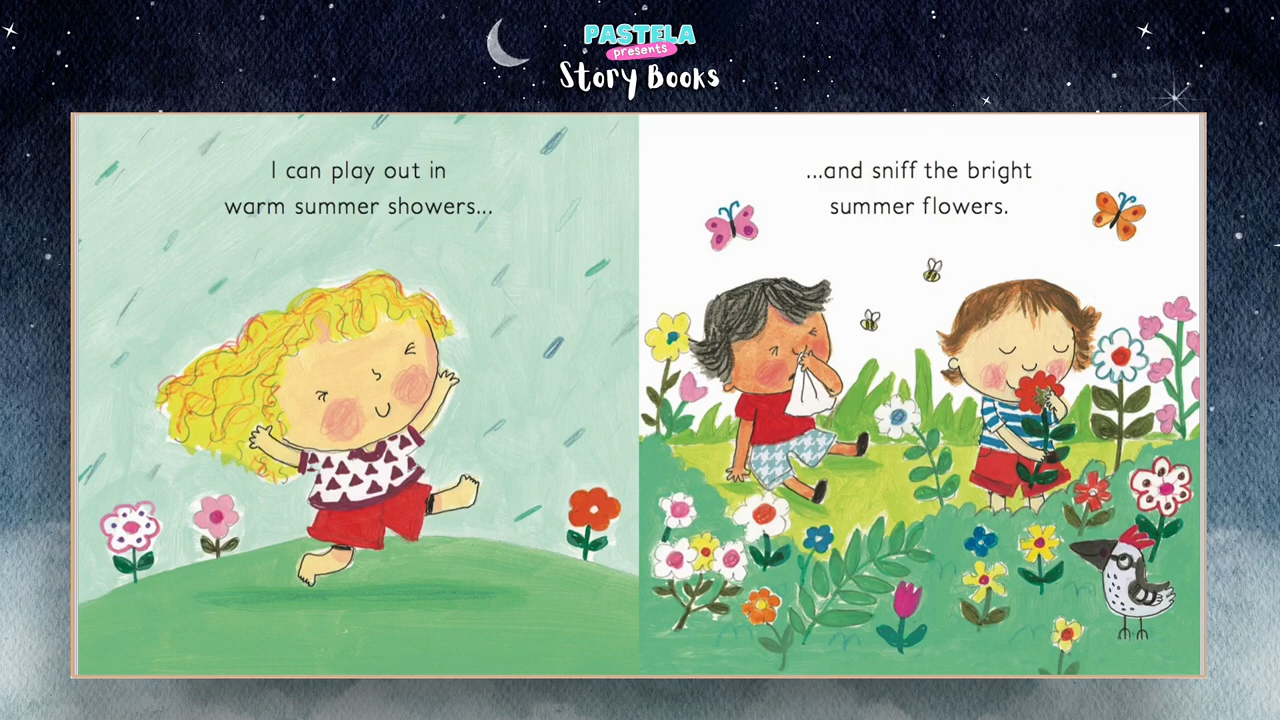 PASTELA
presents
Story Books
I can play out in
warm summer showers...
...and sniff the bright
summer flowers.